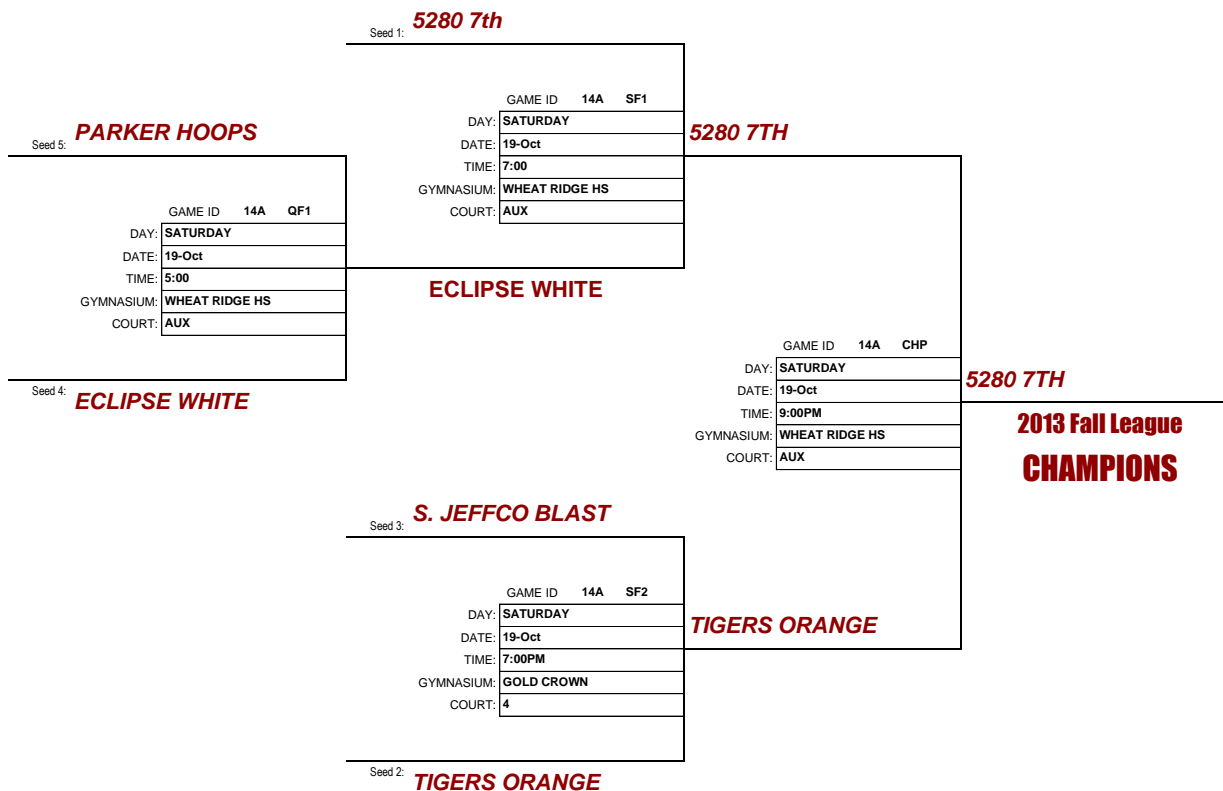 Seed 1: 5280 7th
GAME ID 14A SF1
DAY: SATURDAY
DATE: 19-Oct
TIME: 7:00
GYMNASIUM: WHEAT RIDGE HS
COURT: AUX
5280 7TH
Seed 5: PARKER HOOPS
GAME ID 14A QF1
DAY: SATURDAY
DATE: 19-Oct
TIME: 5:00
GYMNASIUM: WHEAT RIDGE HS
COURT: AUX
ECLIPSE WHITE
Seed 4: ECLIPSE WHITE
GAME ID 14A CHP
DAY: SATURDAY
DATE: 19-Oct
TIME: 9:00PM
GYMNASIUM: WHEAT RIDGE HS
COURT: AUX
5280 7TH
2013 Fall League
CHAMPIONS
Seed 3: S. JEFFCO BLAST
GAME ID 14A SF2
DAY: SATURDAY
DATE: 19-Oct
TIME: 7:00PM
GYMNASIUM: GOLD CROWN
COURT: 4
TIGERS ORANGE
Seed 2: TIGERS ORANGE